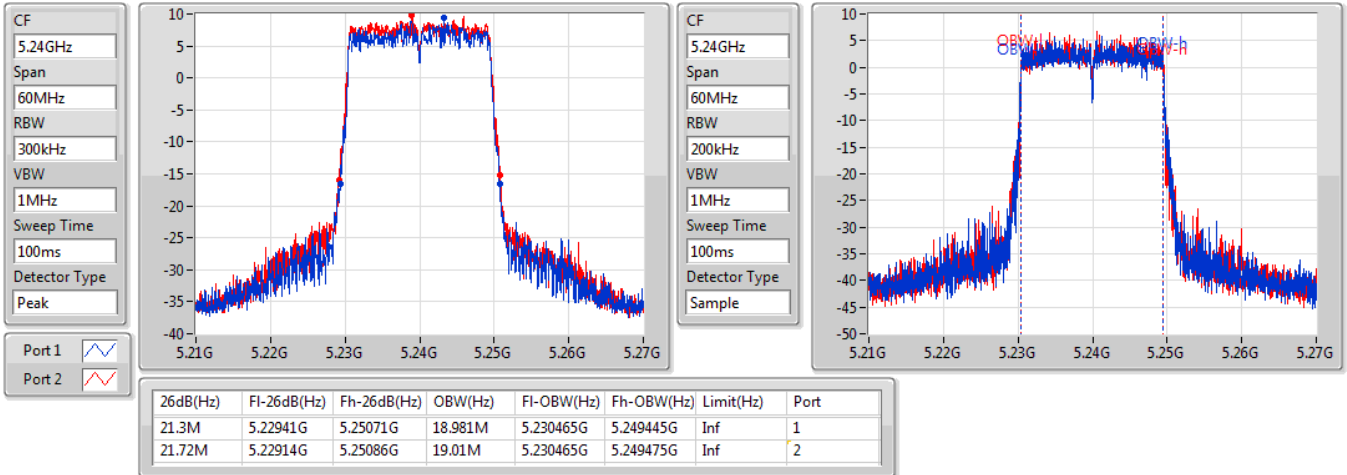 CF
5.24GHz
Span
60MHz
RBW
300kHz
VBW
1MHz
Sweep Time
100ms
Detector Type
Peak
10
5
0
-5
-10
-15
-20
-25
-30
-35
-40
5.21G 5.22G 5.23G 5.24G 5.25G 5.26G 5.27G
CF
5.24GHz
Span
60MHz
RBW
200kHz
VBW
1MHz
Sweep Time
100ms
Detector Type
Sample
10
5
0
-5
-10
-15
-20
-25
-30
-35
-40
-45
-50
5.21G 5.22G 5.23G 5.24G 5.25G 5.26G 5.27G
Port 1
Port 2
26dB(Hz) Fl-26dB(Hz) Fh-26dB(Hz) OBW(Hz) Fl-OBW(Hz) Fh-OBW(Hz) Limit(Hz) Port
21.3M 5.22941G 5.25071G 18.981M 5.230465G 5.249445G Inf 1
21.72M 5.22914G 5.25086G 19.01M 5.230465G 5.249475G Inf 2